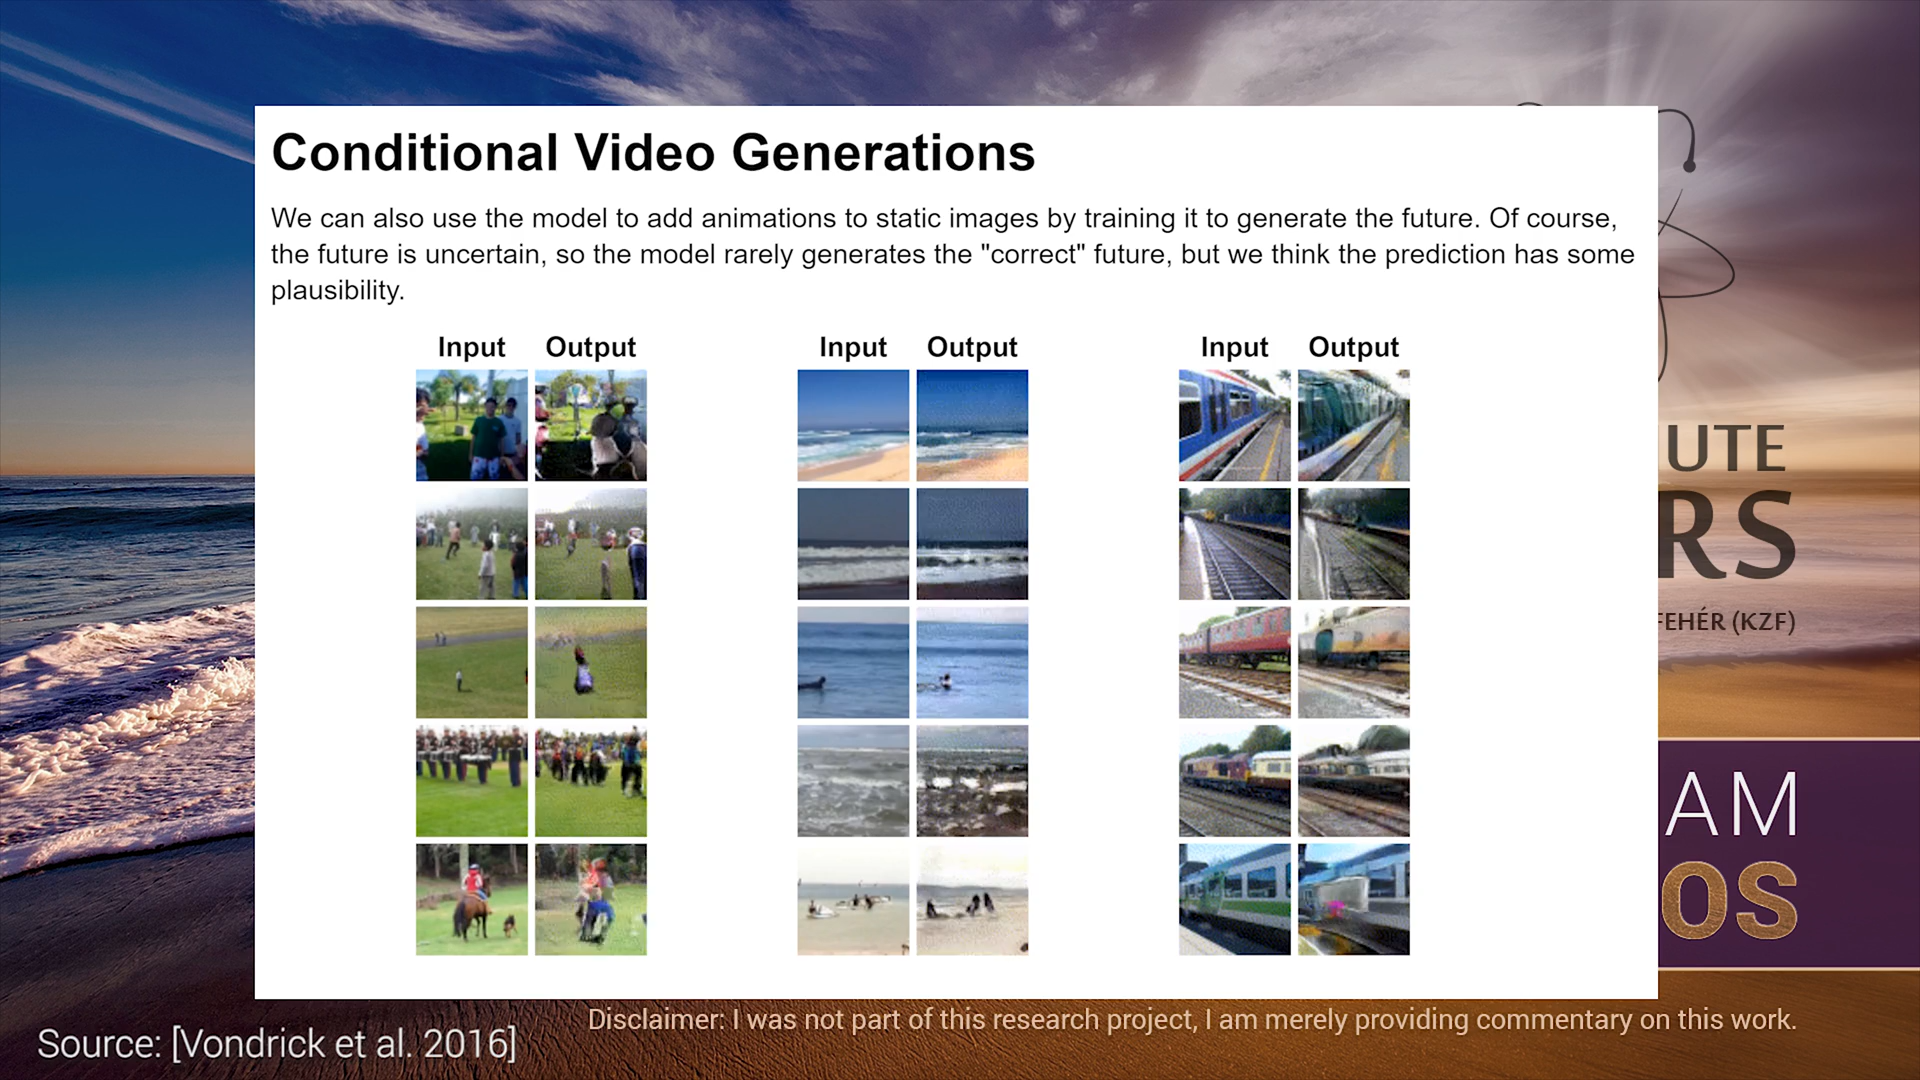 Conditional Video Generations
We can also use the model to add animations to static images by training it to generate the future. Of course,
the future is uncertain, so the model rarely generates the "correct" future, but we think the prediction has some
plausibility.
Input Output Input Output Input Output
UTE
RS
FEHÉR (KZF)
AM
OS
Disclaimer: I was not part of this research project, I am merely providing commentary on this work.
Source: [Vondrick et al. 2016]